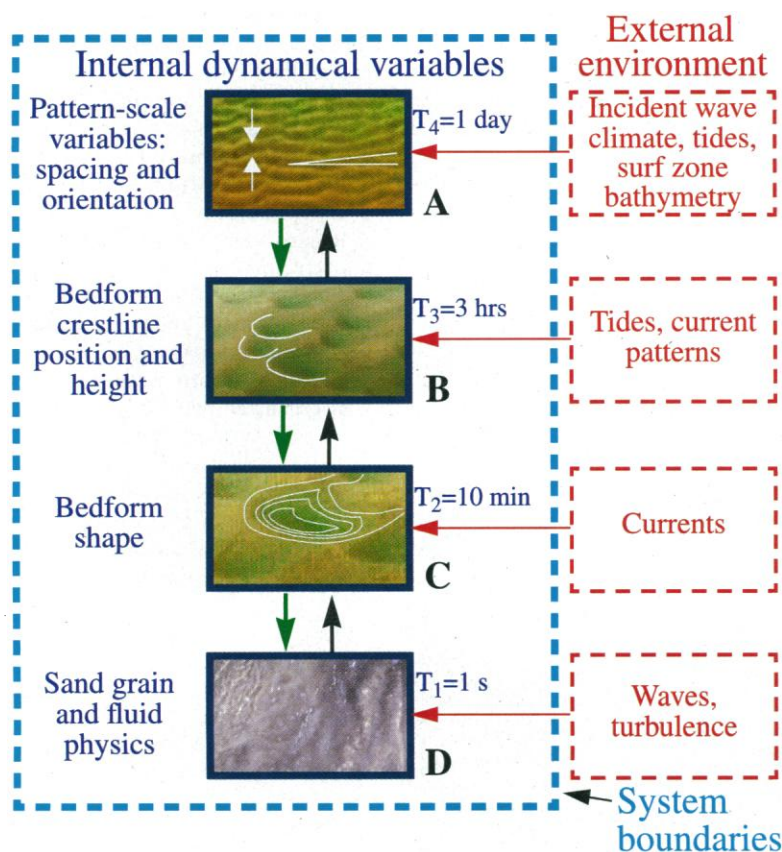 Internal dynamical variables
External
environment
Pattern-scale
variables:
spacing and
orientation
T4=1 day
A
Incident wave
climate, tides,
surf zone
bathymetry
Bedform
crestline
position and
height
T3=3 hrs
B
Tides, current
patterns
Bedform
shape
T2=10 min
C
Currents
Sand grain
and fluid
physics
T1=1 s
D
Waves,
turbulence
System
boundaries